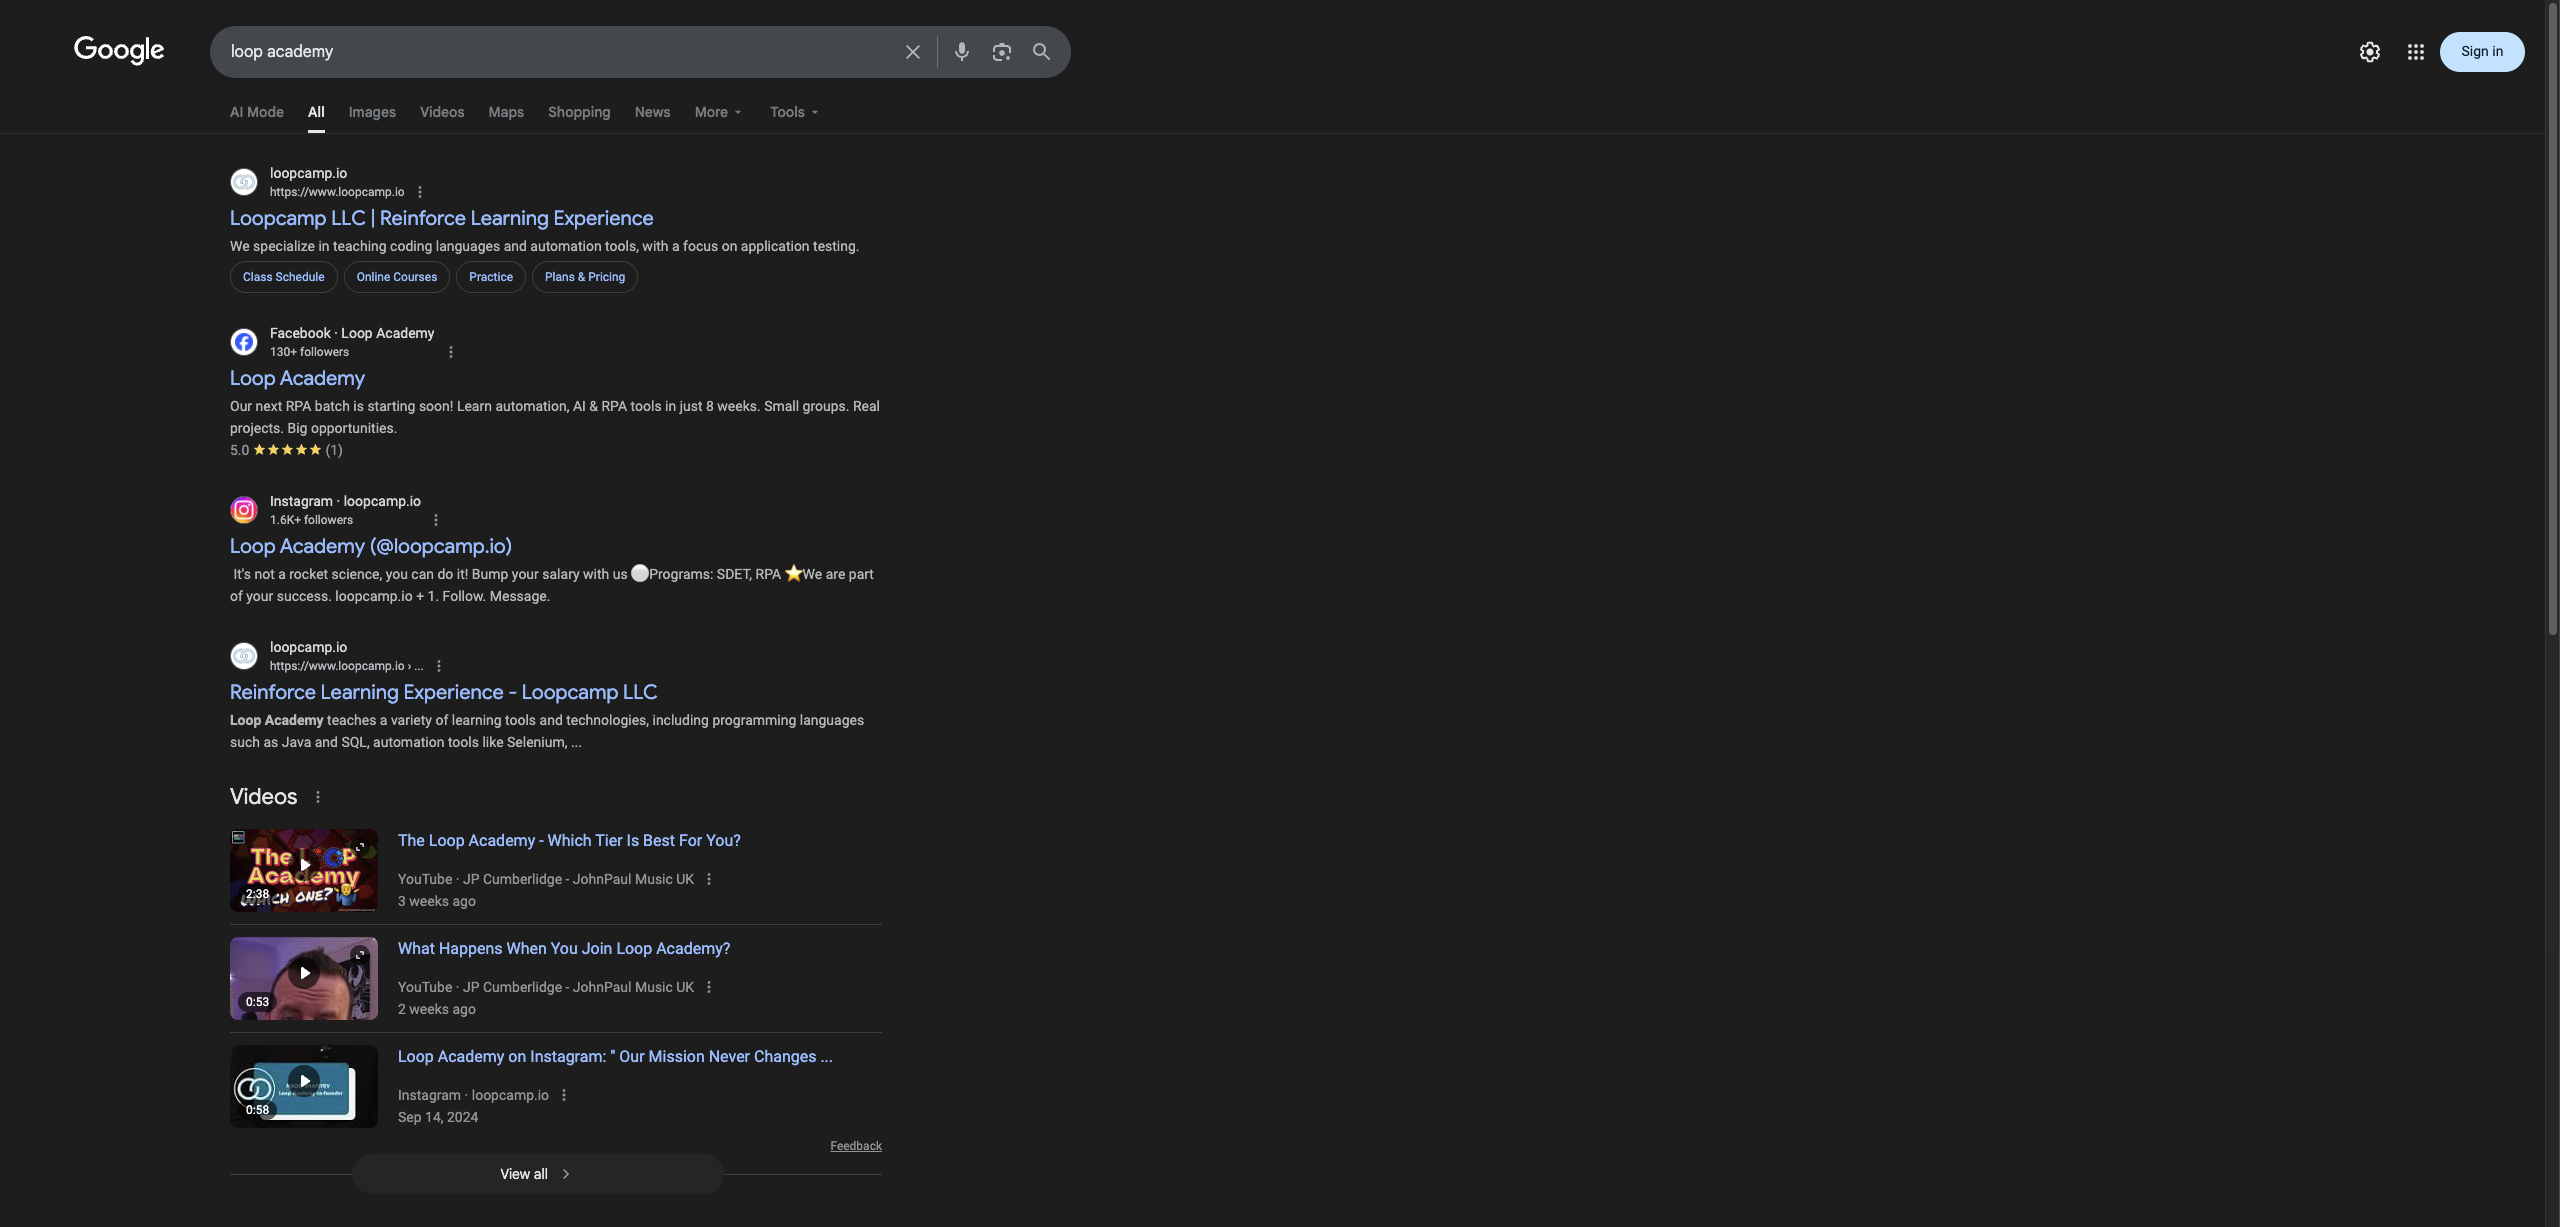 Google
loop academy
Sign in
AI Mode
All
Images
Videos
Maps
Shopping
News
More
Tools
loopcamp.io
https://www.loopcamp.io
Loopcamp LLC | Reinforce Learning Experience
We specialize in teaching coding languages and automation tools, with a focus on application testing.
Class Schedule
Online Courses
Practice
Plans & Pricing
Facebook · Loop Academy
130+ followers
Loop Academy
Our next RPA batch is starting soon! Learn automation, AI & RPA tools in just 8 weeks. Small groups. Real
projects. Big opportunities.
5.0 ★★★★★ (1)
Instagram · loopcamp.io
1.6K+ followers
Loop Academy (@loopcamp.io)
It's not a rocket science, you can do it! Bump your salary with us ⚪Programs: SDET, RPA ⭐We are part
of your success. loopcamp.io + 1. Follow. Message.
loopcamp.io
https://www.loopcamp.io › ...
Reinforce Learning Experience - Loopcamp LLC
Loop Academy teaches a variety of learning tools and technologies, including programming languages
such as Java and SQL, automation tools like Selenium, ...
Videos
The LOOP
Academy
WHICH ONE?
2:38
The Loop Academy - Which Tier Is Best For You?
YouTube · JP Cumberlidge - JohnPaul Music UK
3 weeks ago
0:53
What Happens When You Join Loop Academy?
YouTube · JP Cumberlidge - JohnPaul Music UK
2 weeks ago
0:58
Loop Academy on Instagram: " Our Mission Never Changes ...
Instagram · loopcamp.io
Sep 14, 2024
Feedback
View all